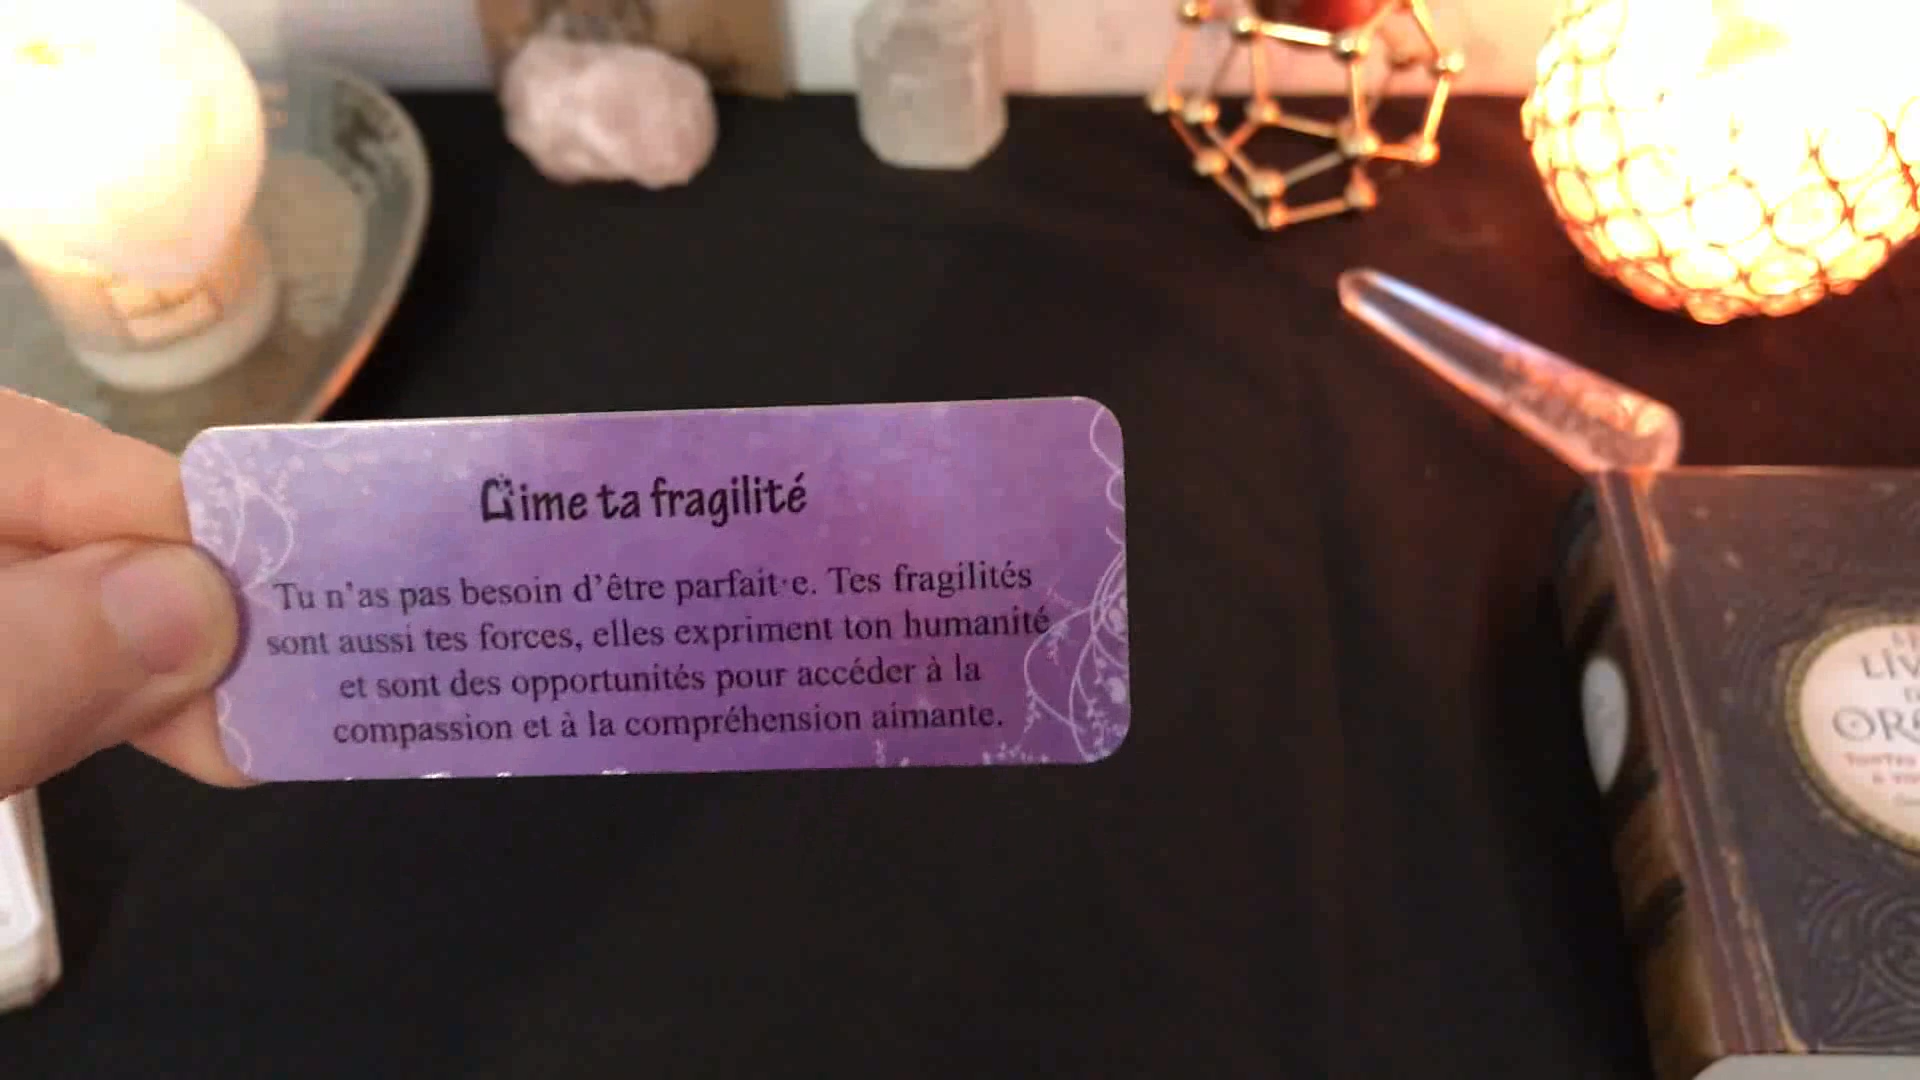 Aime ta fragilité
Tu n'as pas besoin d'être parfait·e. Tes fragilités
sont aussi tes forces, elles expriment ton humanité
et sont des opportunités pour accéder à la
compassion et à la compréhension aimante.